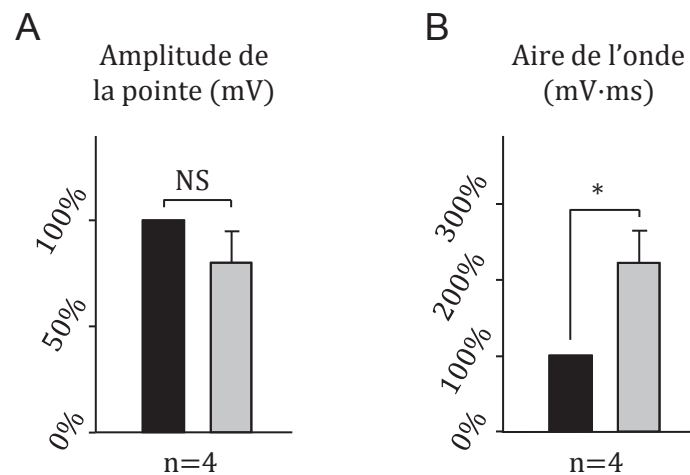 A
Amplitude de
la pointe (mV)
NS
100%
50%
0%
n=4
B
Aire de l’onde
(mV·ms)
*
300%
200%
100%
0%
n=4